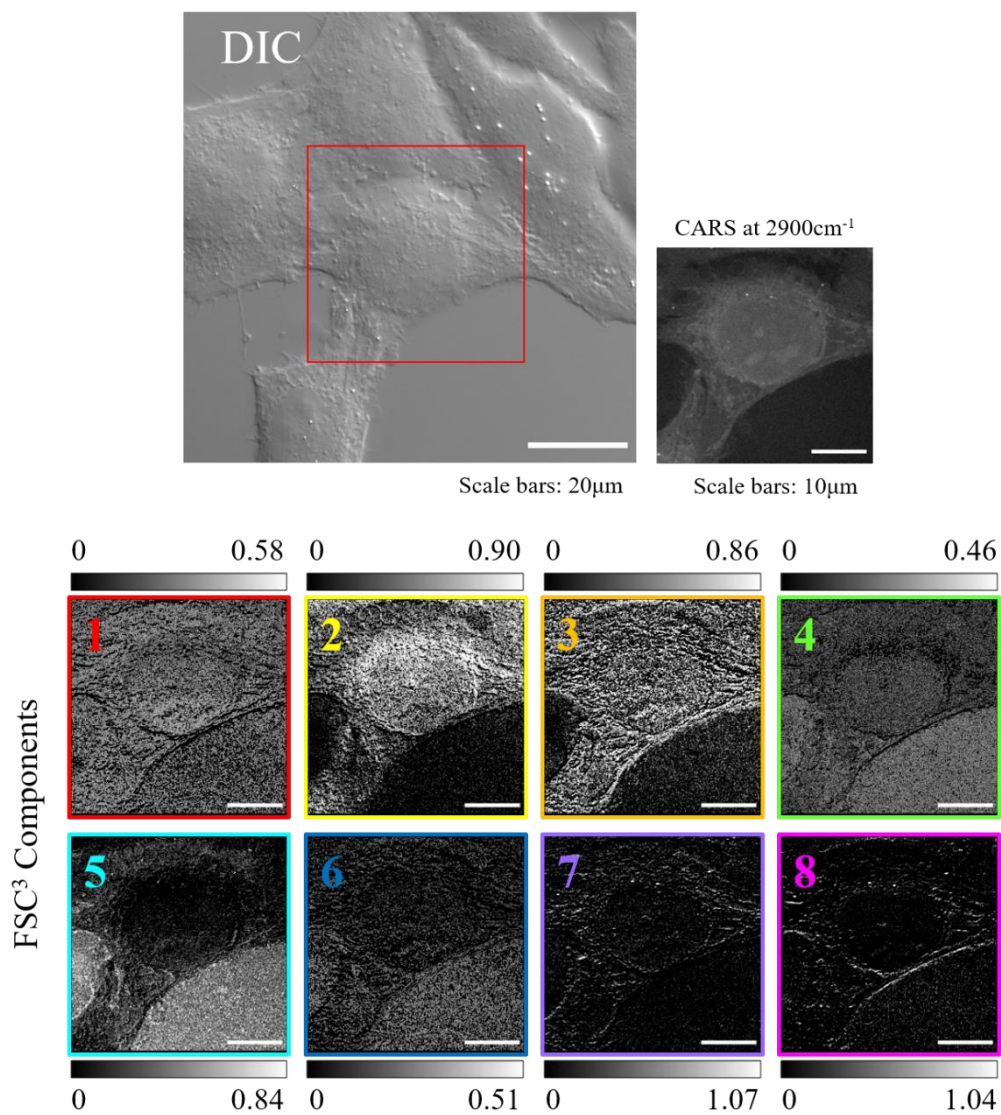 DIC
CARS at 2900cm⁻¹
Scale bars: 20μm
Scale bars: 10μm
0 0.58 0 0.90 0 0.86 0 0.46
1 2 3 4
FSC³ Components
5 6 7 8
0 0.84 0 0.51 0 1.07 0 1.04